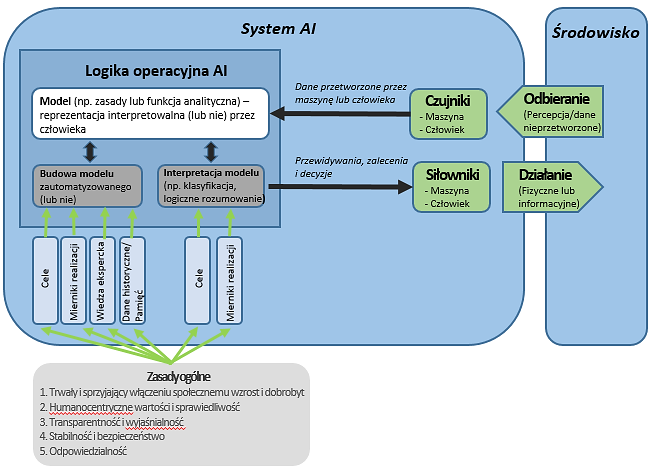 System AI
Środowisko
Logika operacyjna AI
Model (np. zasady lub funkcja analityczna) –
reprezentacja interpretowalna (lub nie) przez
człowieka
Dane przetworzone przez
maszynę lub człowieka
Czujniki
- Maszyna
- Człowiek
Odbieranie
(Percepcja/dane
nieprzetworzone)
Budowa modelu
zautomatyzowanego
(lub nie)
Interpretacja modelu
(np. klasyfikacja,
logiczne rozumowanie)
Przewidywania, zalecenia
i decyzje
Siłowniki
- Maszyna
- Człowiek
Działanie
(Fizyczne lub
informacyjne)
Cele
Mierniki realizacji
Wiedza ekspercka
Dane historyczne/
Pamięć
Cele
Mierniki realizacji
Zasady ogólne
1. Trwały i sprzyjający włączeniu społecznemu wzrost i dobrobyt
2. Humanocentryczne wartości i sprawiedliwość
3. Transparentność i wyjaśnialność
4. Stabilność i bezpieczeństwo
5. Odpowiedzialność